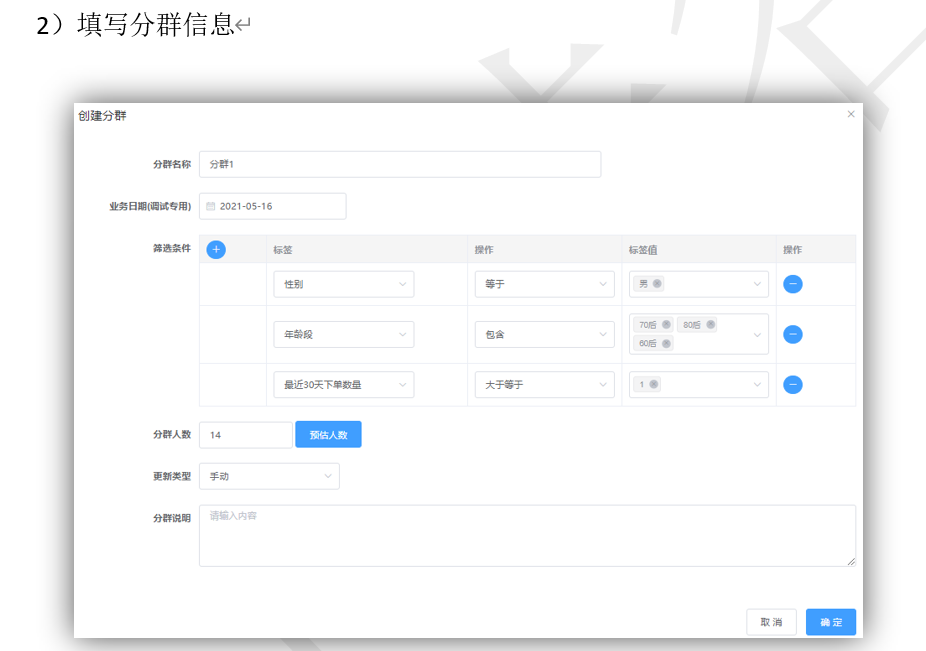 2）填写分群信息↵
创建分群 ×
分群名称 分群1
业务日期(调试专用) 2021-05-16
筛选条件 + 标签 操作 标签值 操作
性别 等于 男
年龄段 包含 70后 80后
60后
最近30天下单数量 大于等于 1
分群人数 14 预估人数
更新类型 手动
分群说明 请输入内容
取消 确定